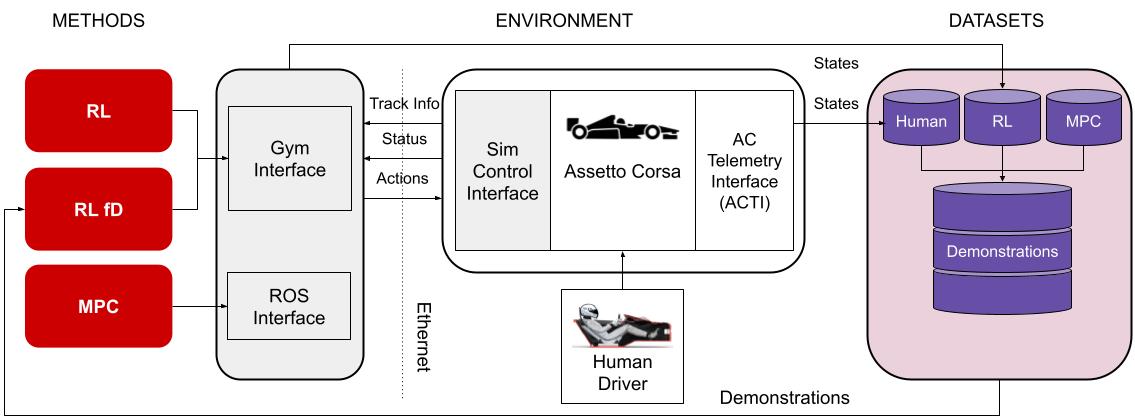 METHODS
ENVIRONMENT
DATASETS
RL
RL fD
MPC
Gym
Interface
ROS
Interface
Track Info
Status
Actions
Ethernet
Sim
Control
Interface
Assetto Corsa
AC
Telemetry
Interface
(ACTI)
Human
Driver
States
States
Human
RL
MPC
Demonstrations
Demonstrations